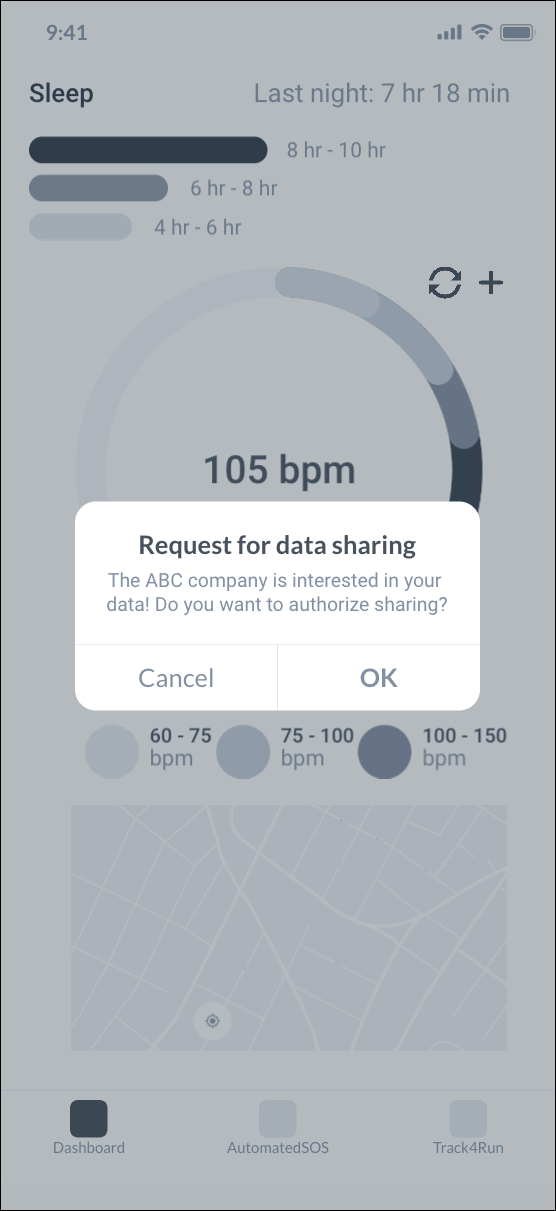 9:41
Sleep
Last night: 7 hr 18 min
8 hr - 10 hr
6 hr - 8 hr
4 hr - 6 hr
105 bpm
Request for data sharing
The ABC company is interested in your
data! Do you want to authorize sharing?
Cancel
OK
60 - 75
bpm
75 - 100
bpm
100 - 150
bpm
Dashboard
AutomatedSOS
Track4Run